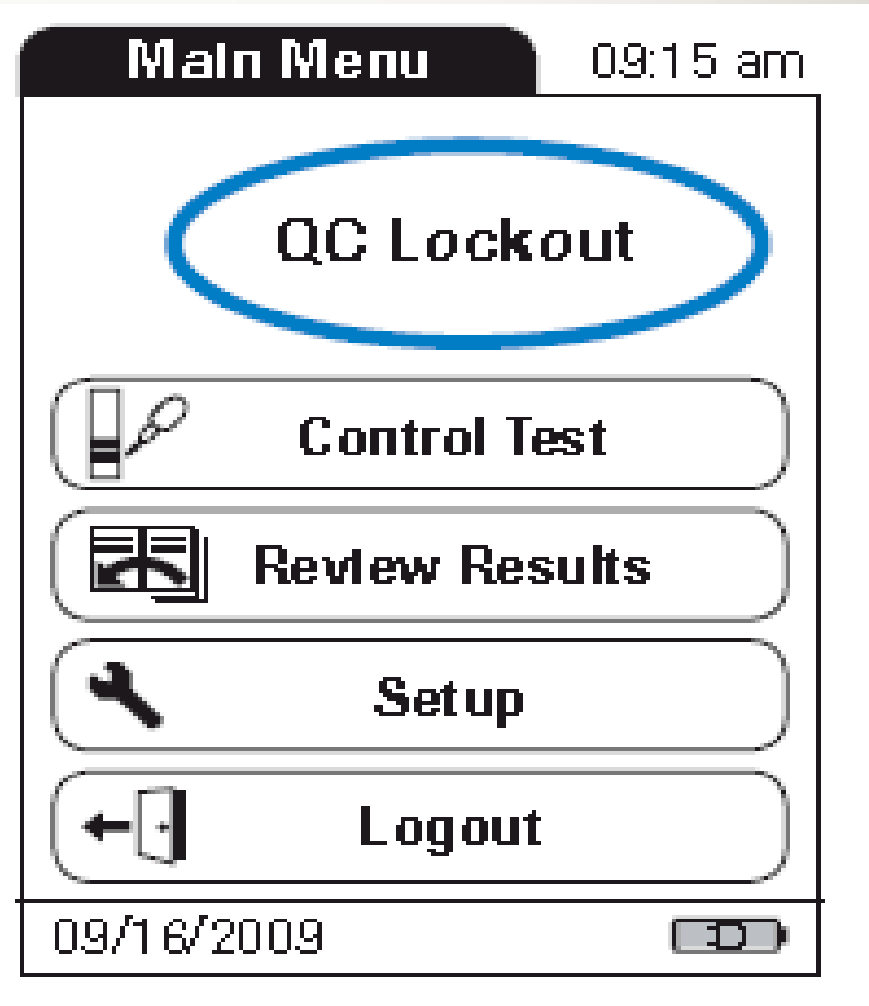 Main Menu
09:15 am
QC Lockout
Control Test
Review Results
Setup
Logout
09/16/2009